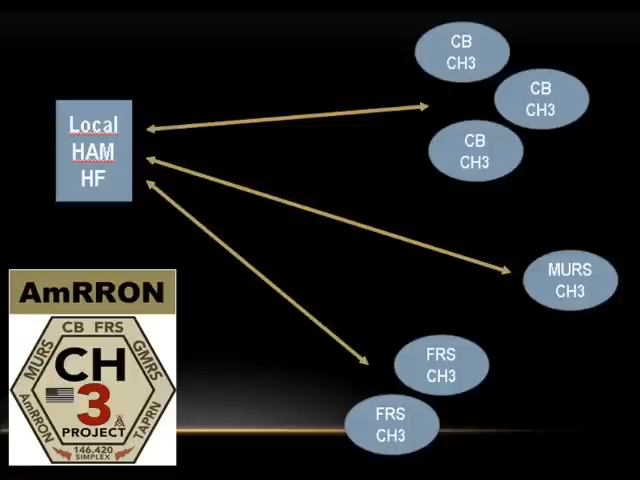 CB
CH3
CB
CH3
CB
CH3
Local
HAM
HF
MURS
CH3
FRS
CH3
FRS
CH3
AmRRON
CB FRS
MURS
GMRS
CH
3
PROJECT
AmRRON
TAPRN
146.420
SIMPLEX